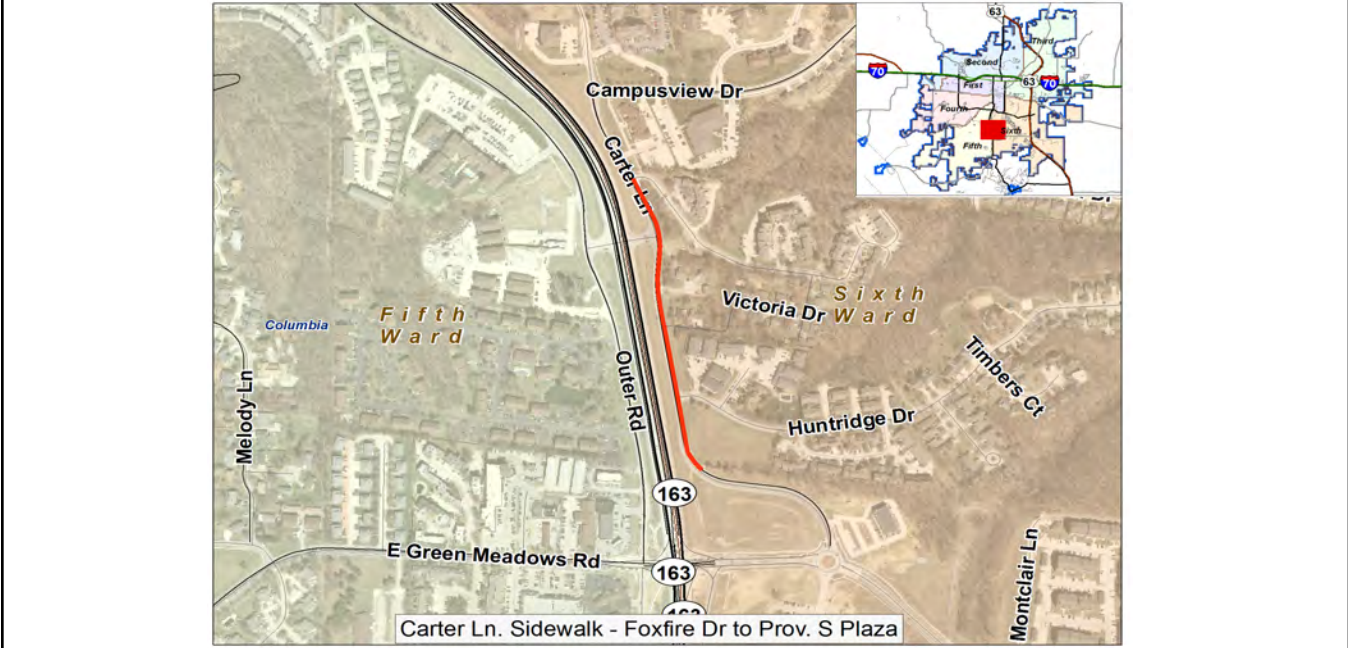 63
Third
Second
70
63
70
First
Fourth
Sixth
Fifth
Campusview Dr
Carter Ln
Victoria Dr
Sixth
Ward
Fifth
Ward
Columbia
Timbers Ct
Outer Rd
Melody Ln
Huntridge Dr
163
E Green Meadows Rd
163
163
Montclair Ln
Carter Ln. Sidewalk - Foxfire Dr to Prov. S Plaza